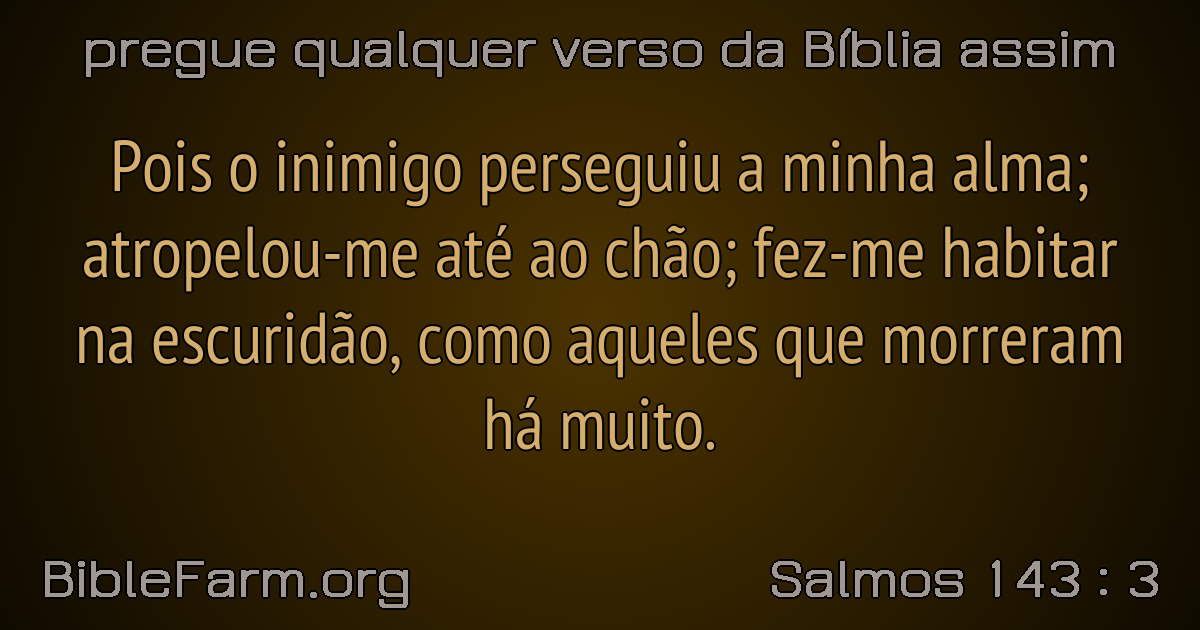 pregue qualquer verso da Bíblia assim
Pois o inimigo perseguiu a minha alma;
atropelou-me até ao chão; fez-me habitar
na escuridão, como aqueles que morreram
há muito.
BibleFarm.org
Salmos 143 : 3